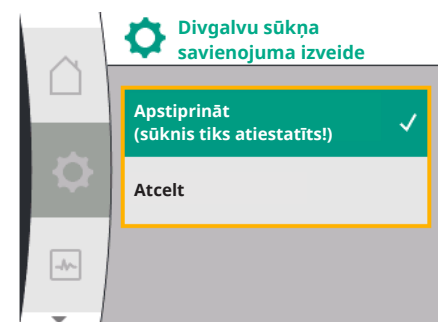 Divgalvu sūkņa
savienojuma izveide
Apstiprināt
(sūknis tiks atiestatīts!)
Atcelt